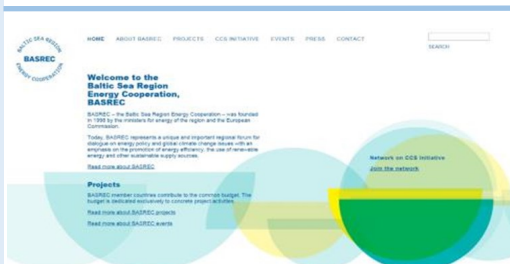 BALTIC SEA REGION
BASREC
ENERGY COOPERATION
HOME ABOUT BASREC PROJECTS CCS INITIATIVE EVENTS PRESS CONTACT
SEARCH
Welcome to the
Baltic Sea Region
Energy Cooperation,
BASREC
BASREC – the Baltic Sea Region Energy Cooperation – was founded
in 1998 by the ministers for energy of the region and the European
Commission.
Today, BASREC represents a unique and important regional forum for
dialogue on energy policy and global climate change issues with an
emphasis on the promotion of energy efficiency, the use of renewable
energy and other sustainable supply sources.
Read more about BASREC
Network on CCS Initiative
Join the network
Projects
BASREC member countries contribute to the common budget. The
budget is dedicated exclusively to concrete project activities.
Read more about BASREC projects
Read more about BASREC events